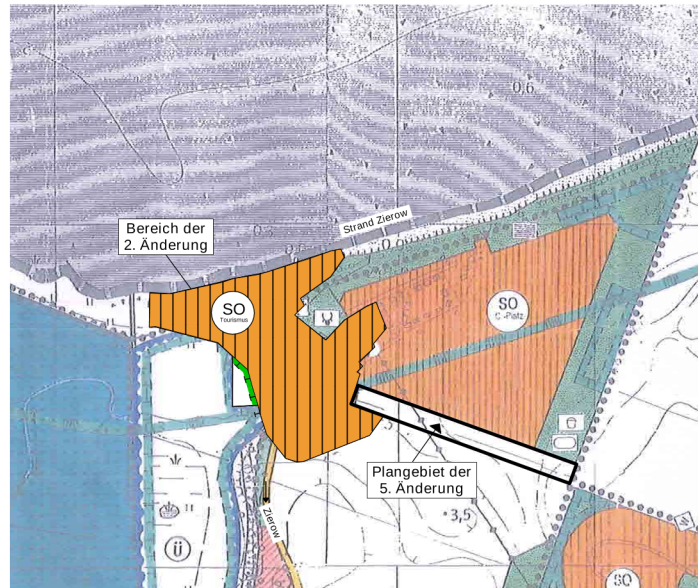 0,6
Strand Zierow
Bereich der
2. Änderung
SO
Tourismus
SO
-Platz
Plangebiet der
5. Änderung
3,5
Zierow
Ü
SO